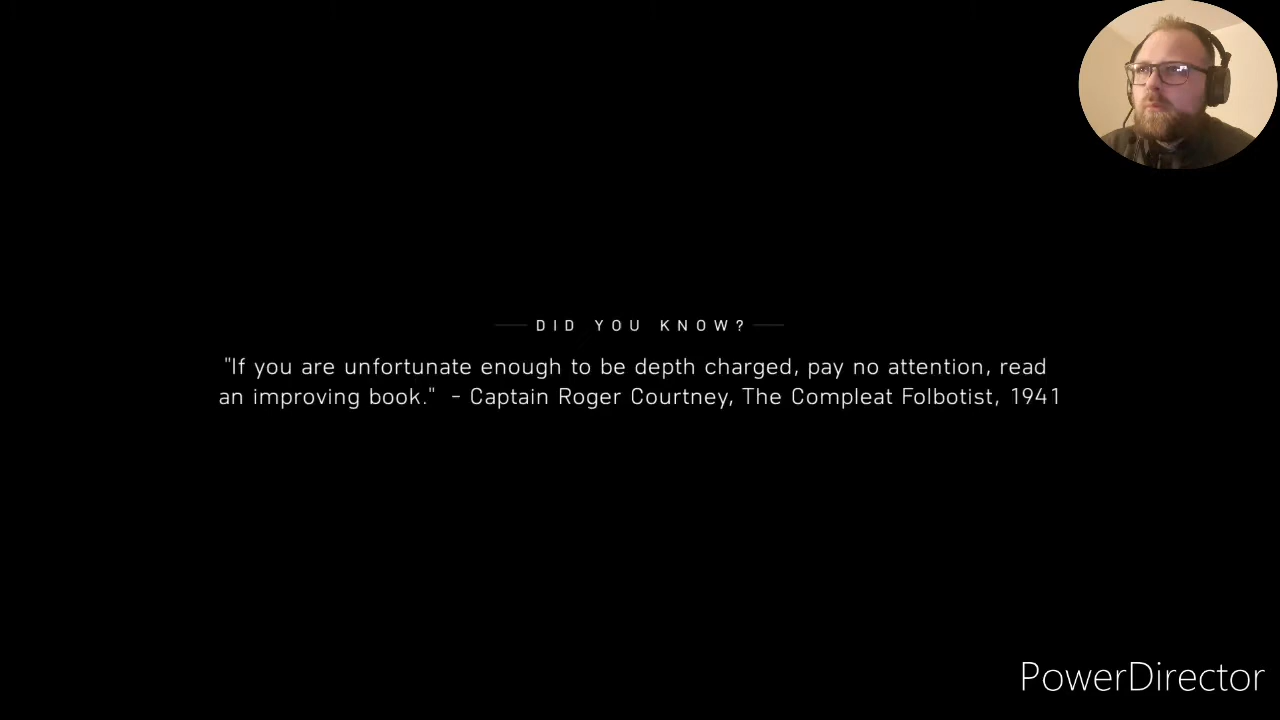 DID YOU KNOW?
"If you are unfortunate enough to be depth charged, pay no attention, read
an improving book."  - Captain Roger Courtney, The Compleat Folbotist, 1941
PowerDirector